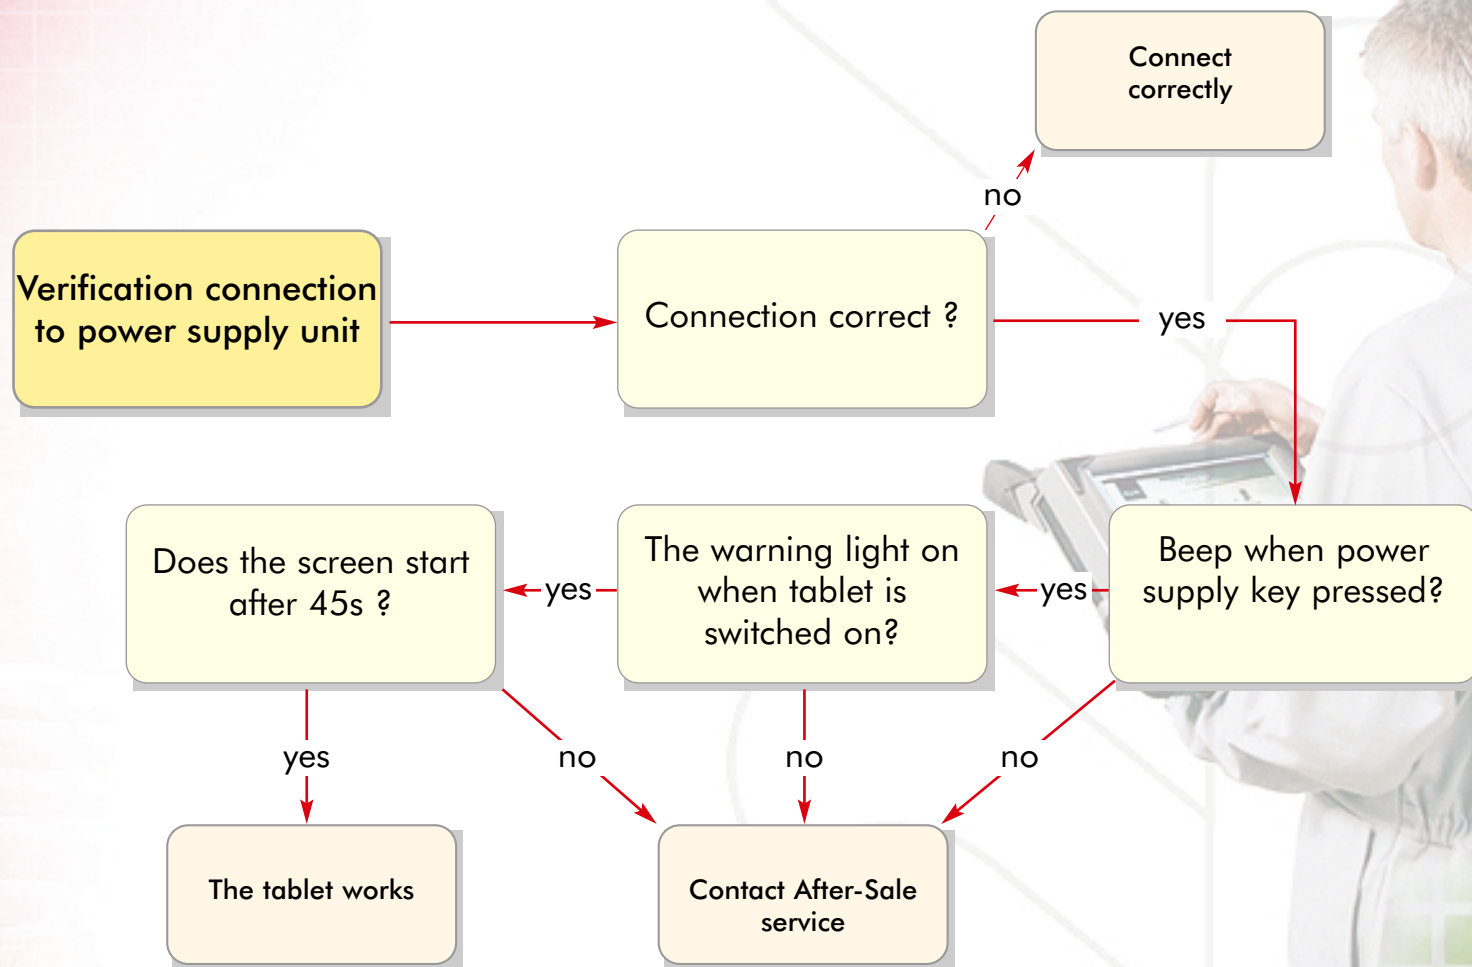 Connect
correctly
no
Verification connection
to power supply unit
Connection correct ?
yes
Does the screen start
after 45s ?
yes
The warning light on
when tablet is
switched on?
yes
Beep when power
supply key pressed?
yes
no
no
no
The tablet works
Contact After-Sale
service